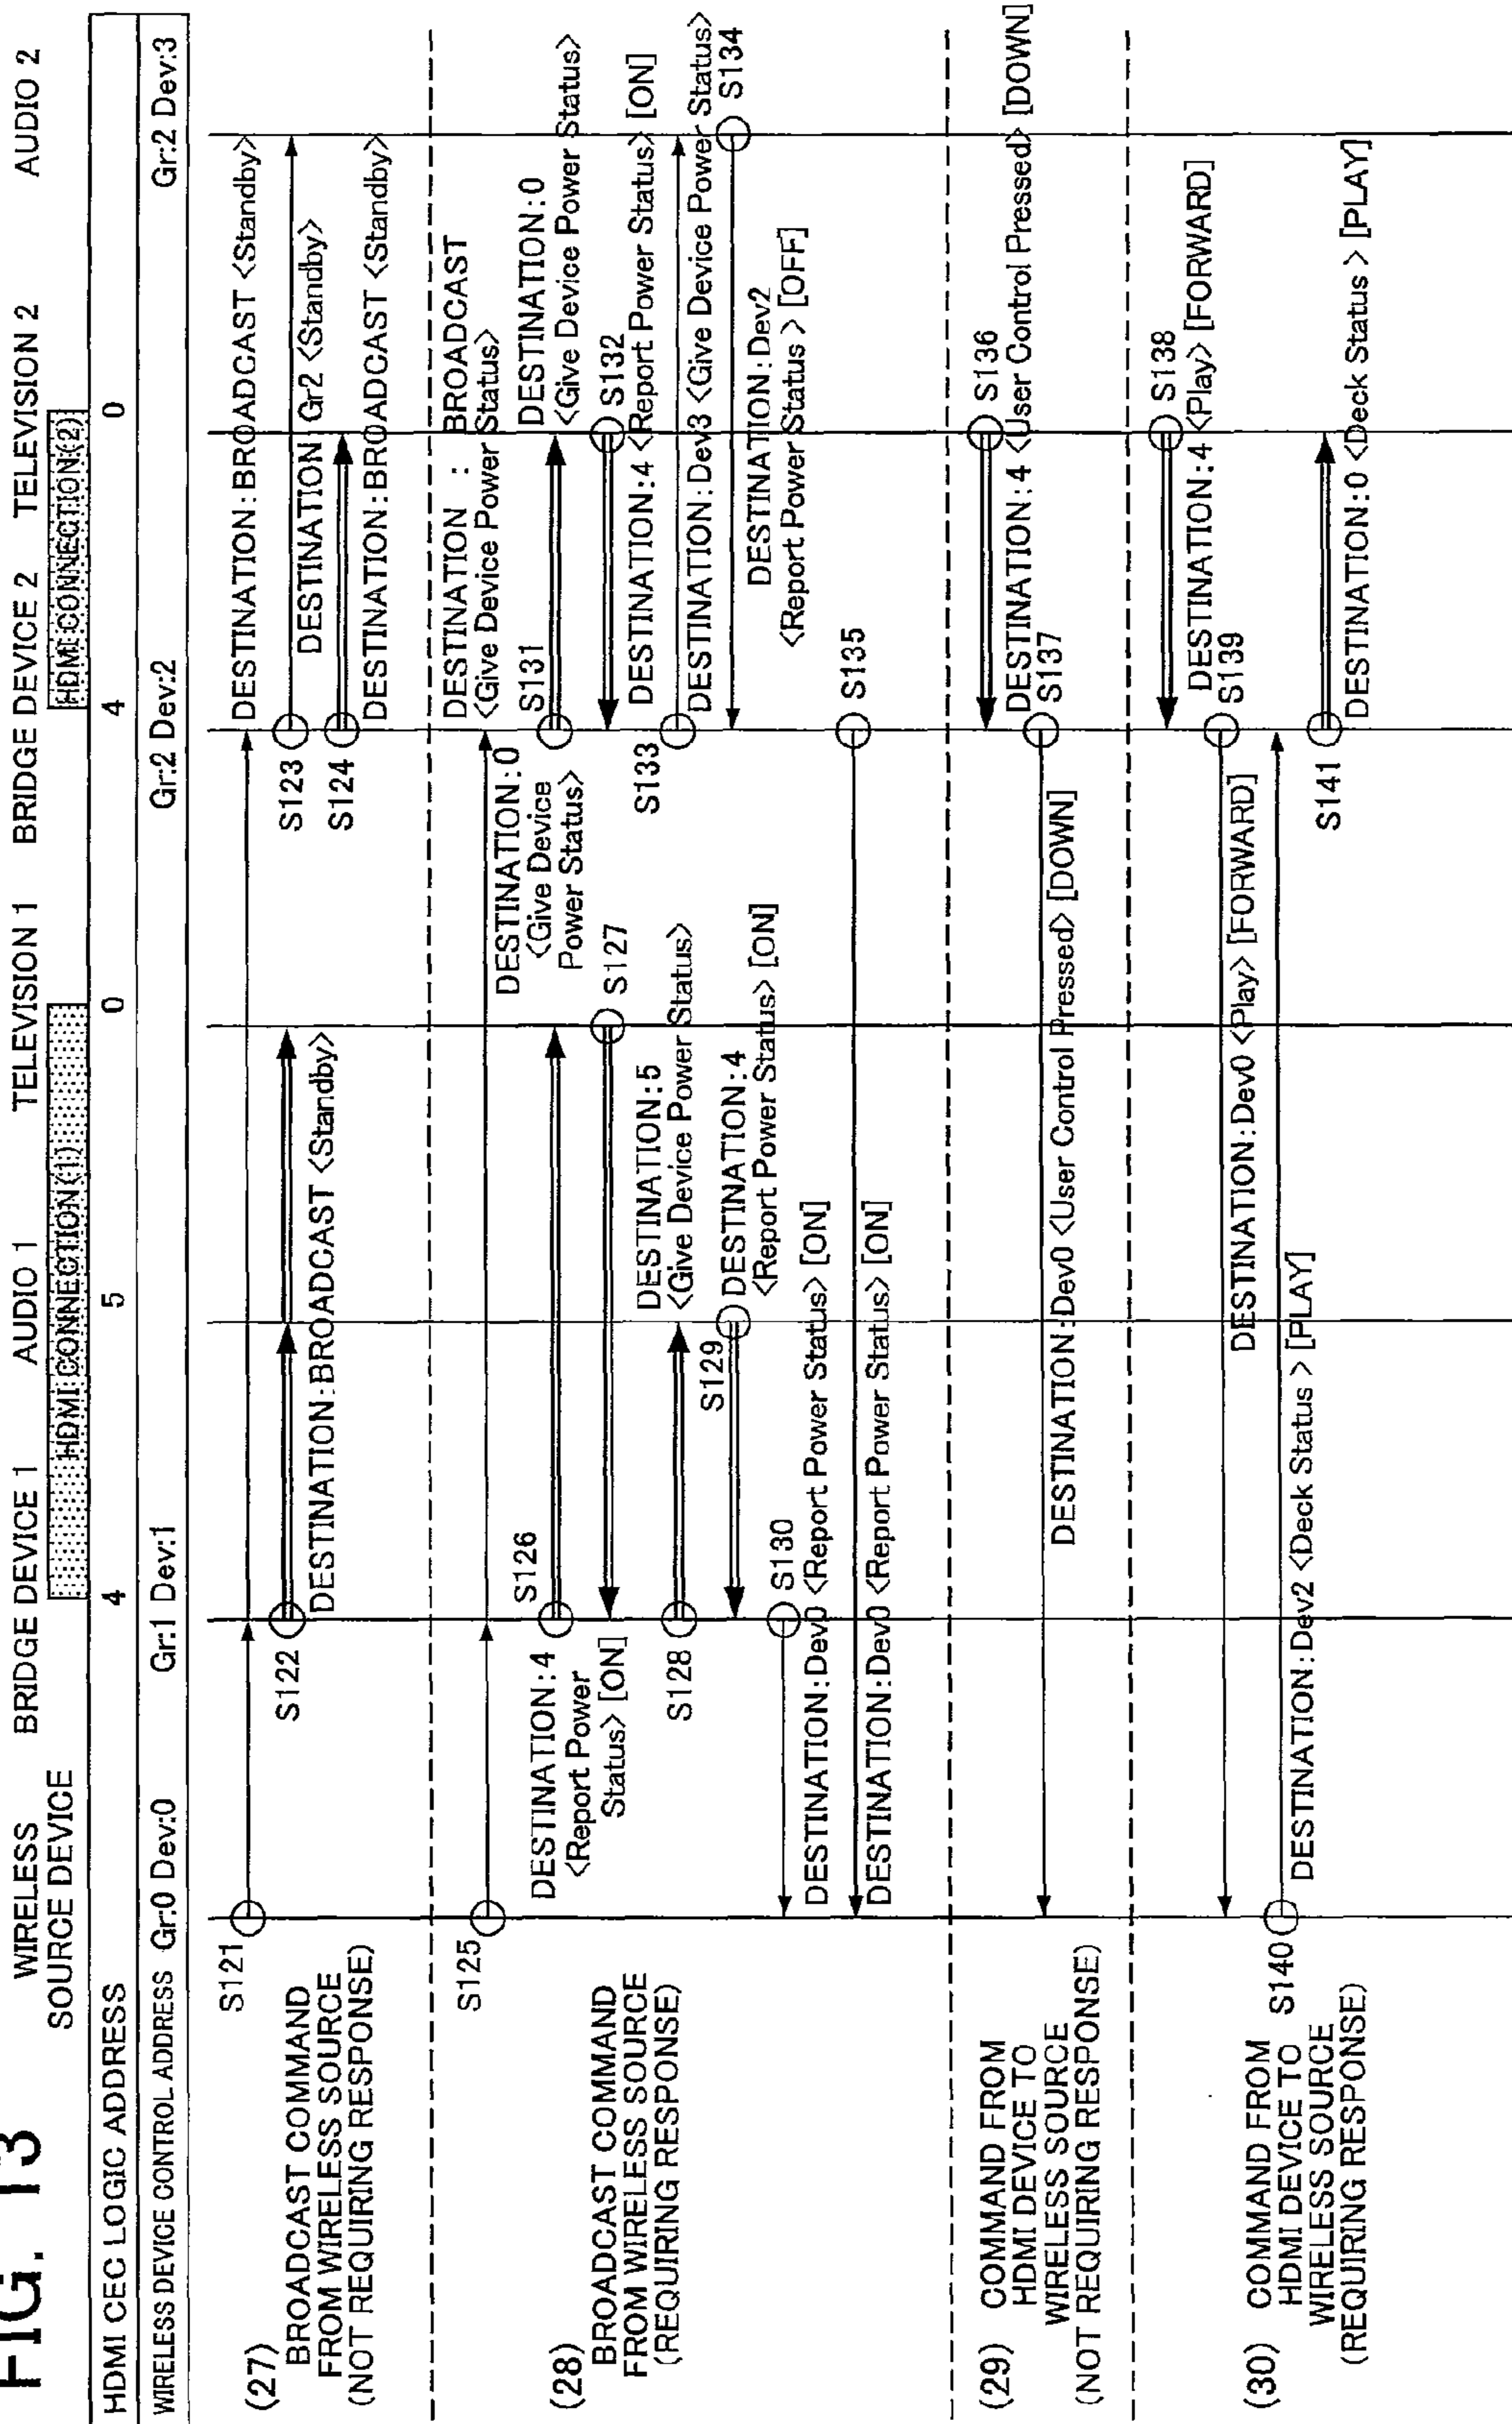 FIG. 13
WIRELESS
SOURCE DEVICE
BRIDGE DEVICE 1
AUDIO 1
TELEVISION 1
BRIDGE DEVICE 2
TELEVISION 2
AUDIO 2
HDMI CONNECTION(1)
HDMI CONNECTION(2)
HDMI CEC LOGIC ADDRESS
4
5
0
4
0
WIRELESS DEVICE CONTROL ADDRESS
Gr:0 Dev:0
Gr:1 Dev:1
Gr:2 Dev:2
Gr:2 Dev:3
(27)
BROADCAST COMMAND
FROM WIRELESS SOURCE
(NOT REQUIRING RESPONSE)
S121
DESTINATION:BROADCAST <Standby>
S122
DESTINATION:BROADCAST <Standby>
S123
DESTINATION Gr2 <Standby>
S124
DESTINATION:BROADCAST <Standby>
(28)
BROADCAST COMMAND
FROM WIRELESS SOURCE
(REQUIRING RESPONSE)
S125
DESTINATION : BROADCAST
<Give Device Power Status>
S126
DESTINATION:0
<Give Device
Power Status>
S131
DESTINATION:0
<Give Device Power Status>
DESTINATION:4
<Report Power
Status> [ON]
S127
S132
DESTINATION:4 <Report Power Status> [ON]
S128
DESTINATION:5
<Give Device Power Status>
S133
DESTINATION:Dev3 <Give Device Power Status>
S129
DESTINATION:4
<Report Power Status> [ON]
S134
DESTINATION:Dev2
<Report Power Status > [OFF]
S130
DESTINATION:Dev0 <Report Power Status> [ON]
S135
DESTINATION:Dev0 <Report Power Status> [ON]
(29)
COMMAND FROM
HDMI DEVICE TO
WIRELESS SOURCE
(NOT REQUIRING RESPONSE)
S136
DESTINATION:4 <User Control Pressed> [DOWN]
S137
DESTINATION:Dev0 <User Control Pressed> [DOWN]
(30)
COMMAND FROM
HDMI DEVICE TO
WIRELESS SOURCE
(REQUIRING RESPONSE)
S138
DESTINATION:4 <Play> [FORWARD]
S139
DESTINATION:Dev0 <Play> [FORWARD]
S140
DESTINATION:Dev2 <Deck Status > [PLAY]
S141
DESTINATION:0 <Deck Status > [PLAY]